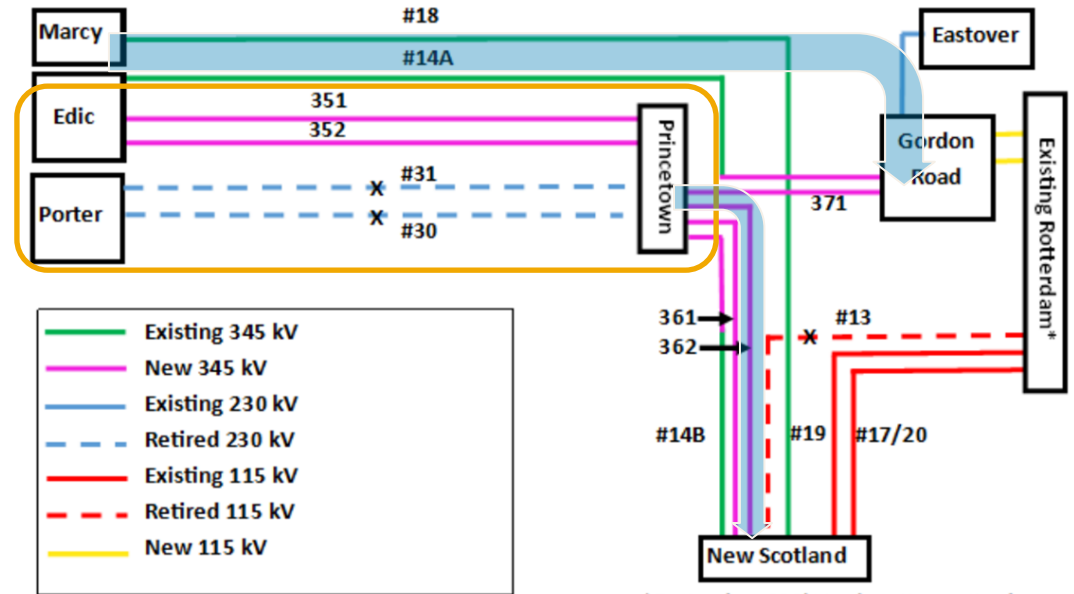 #18
Marcy
Eastover
#14A
351
Edic
352
Princetown
Gordon
Road
Existing Rotterdam*
#31
X
371
Porter
X
#30
361
#13
X
362
Existing 345 kV
New 345 kV
Existing 230 kV
Retired 230 kV
Existing 115 kV
Retired 115 kV
New 115 kV
#14B
#19
#17/20
New Scotland